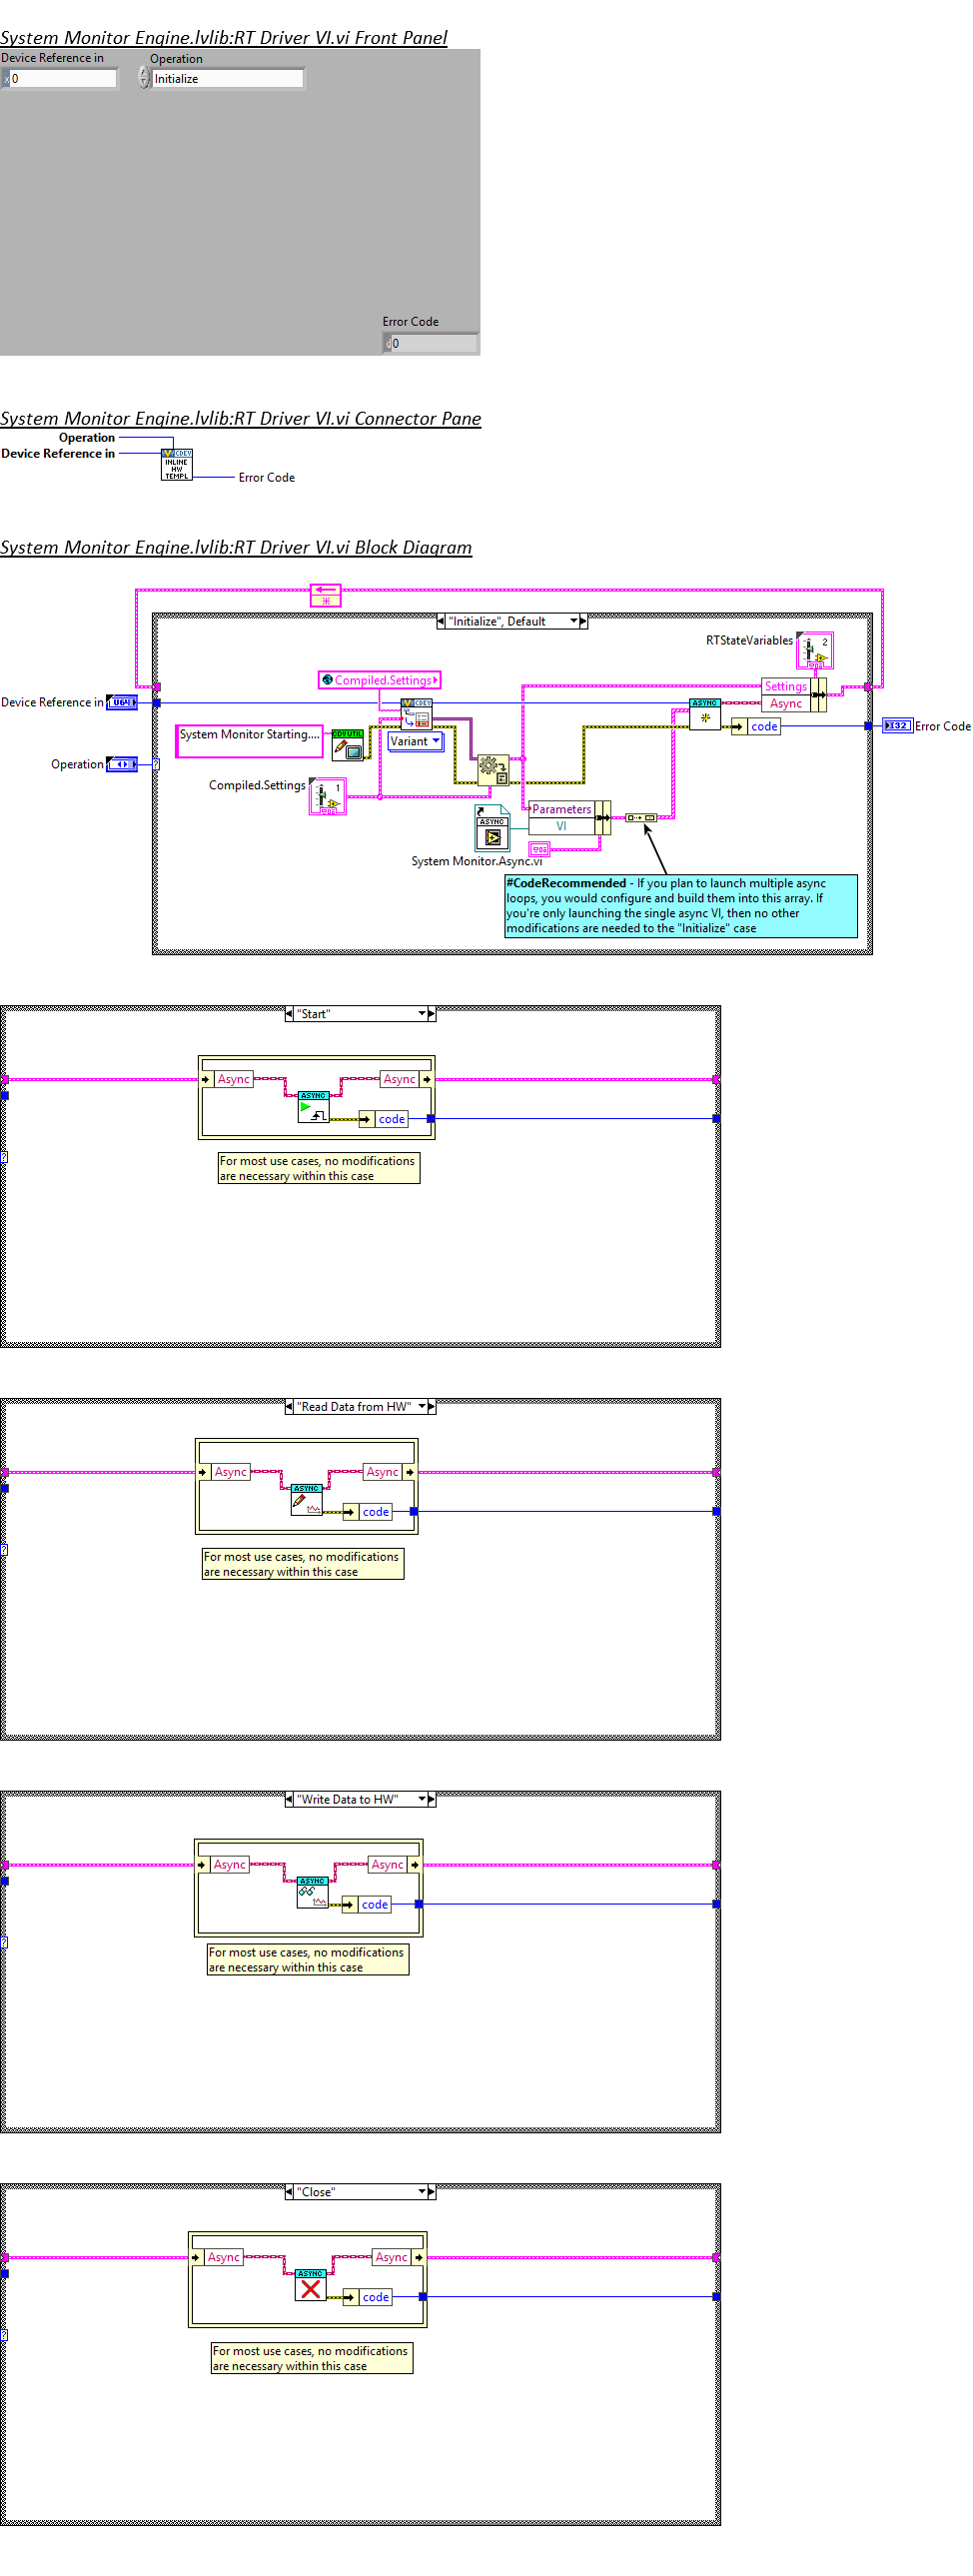 System Monitor Engine.lvlib:RT Driver VI.vi Front Panel
Device Reference in
Operation
x 0
Initialize
Error Code
d 0
System Monitor Engine.lvlib:RT Driver VI.vi Connector Pane
Operation
Device Reference in
CDEV
INLINE
HW
TEMPL
Error Code
System Monitor Engine.lvlib:RT Driver VI.vi Block Diagram
"Initialize", Default
RTStateVariables
2
Compiled.Settings
Settings
Device Reference in
U64
CDEV
ASYNC
Async
System Monitor Starting....
Variant
code
I32
Error Code
Operation
?
Compiled.Settings
1
Parameters
ASYNC
VI
System Monitor.Async.vi
#CodeRecommended - If you plan to launch multiple async
loops, you would configure and build them into this array. If
you're only launching the single async VI, then no other
modifications are needed to the "Initialize" case
"Start"
Async
Async
ASYNC
code
?
For most use cases, no modifications
are necessary within this case
"Read Data from HW"
Async
Async
ASYNC
code
?
For most use cases, no modifications
are necessary within this case
"Write Data to HW"
Async
Async
ASYNC
code
?
For most use cases, no modifications
are necessary within this case
"Close"
Async
Async
ASYNC
code
?
For most use cases, no modifications
are necessary within this case